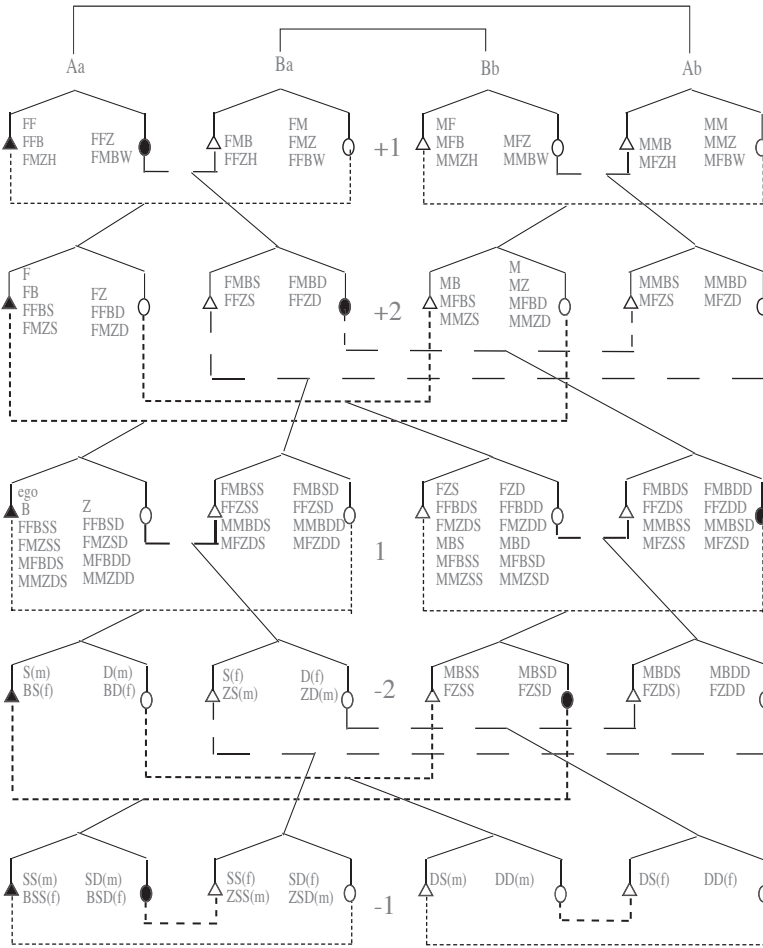 Aa
Ba
Bb
Ab
FF
FFB
FMZH
FFZ
FMBW
FMB
FFZH
FM
FMZ
FFBW
+1
MF
MFB
MMZH
MFZ
MMBW
MMB
MFZH
MM
MMZ
MFBW
F
FB
FFBS
FMZS
FZ
FFBD
FMZD
FMBS
FFZS
FMBD
FFZD
+2
MB
MFBS
MMZS
M
MZ
MFBD
MMZD
MMBS
MFZS
MMBD
MFZD
ego
B
FFBSS
FMZSS
MFBDS
MMZDS
Z
FFBSD
FMZSD
MFBDD
MMZDD
FMBSS
FFZSS
MMBDS
MFZDS
FMBSD
FFZSD
MMBDD
MFZDD
1
FZS
FFBDS
FMZDS
MBS
MFBSS
MMZSS
FZD
FFBDD
FMZDD
MBD
MFBSD
MMZSD
FMBDS
FFZDS
MMBSS
MFZSS
FMBDD
FFZDD
MMBSD
MFZSD
S(m)
BS(f)
D(m)
BD(f)
S(f)
ZS(m)
D(f)
ZD(m)
-2
MBSS
FZSS
MBSD
FZSD
MBDS
FZDS)
MBDD
FZDD
SS(m)
BSS(f)
SD(m)
BSD(f)
SS(f)
ZSS(m)
SD(f)
ZSD(m)
-1
DS(m)
DD(m)
DS(f)
DD(f)